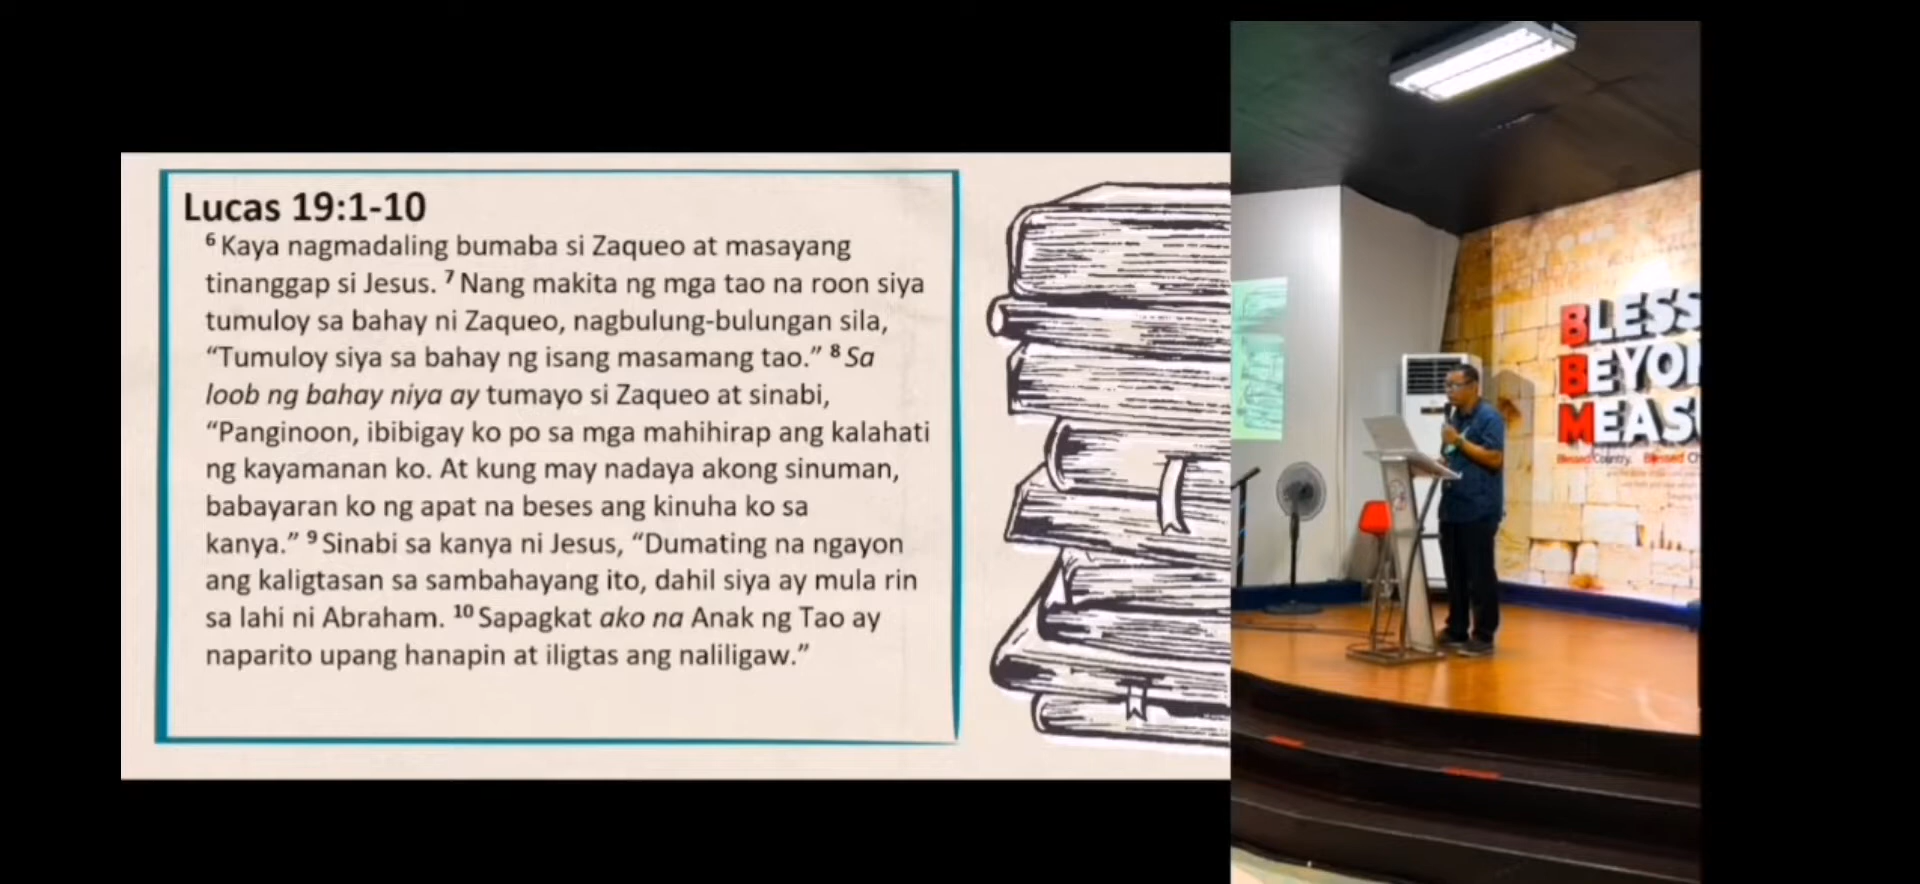 Lucas 19:1-10
⁶ Kaya nagmadaling bumaba si Zaqueo at masayang
tinanggap si Jesus. ⁷ Nang makita ng mga tao na roon siya
tumuloy sa bahay ni Zaqueo, nagbulung-bulungan sila,
“Tumuloy siya sa bahay ng isang masamang tao.” ⁸ Sa
loob ng bahay niya ay tumayo si Zaqueo at sinabi,
“Panginoon, ibibigay ko po sa mga mahihirap ang kalahati
ng kayamanan ko. At kung may nadaya akong sinuman,
babayaran ko ng apat na beses ang kinuha ko sa
kanya.” ⁹ Sinabi sa kanya ni Jesus, “Dumating na ngayon
ang kaligtasan sa sambahayang ito, dahil siya ay mula rin
sa lahi ni Abraham. ¹⁰ Sapagkat ako na Anak ng Tao ay
naparito upang hanapin at iligtas ang naliligaw.”
BLESS
BEYON
MEAS
Blessed Country. Blessed